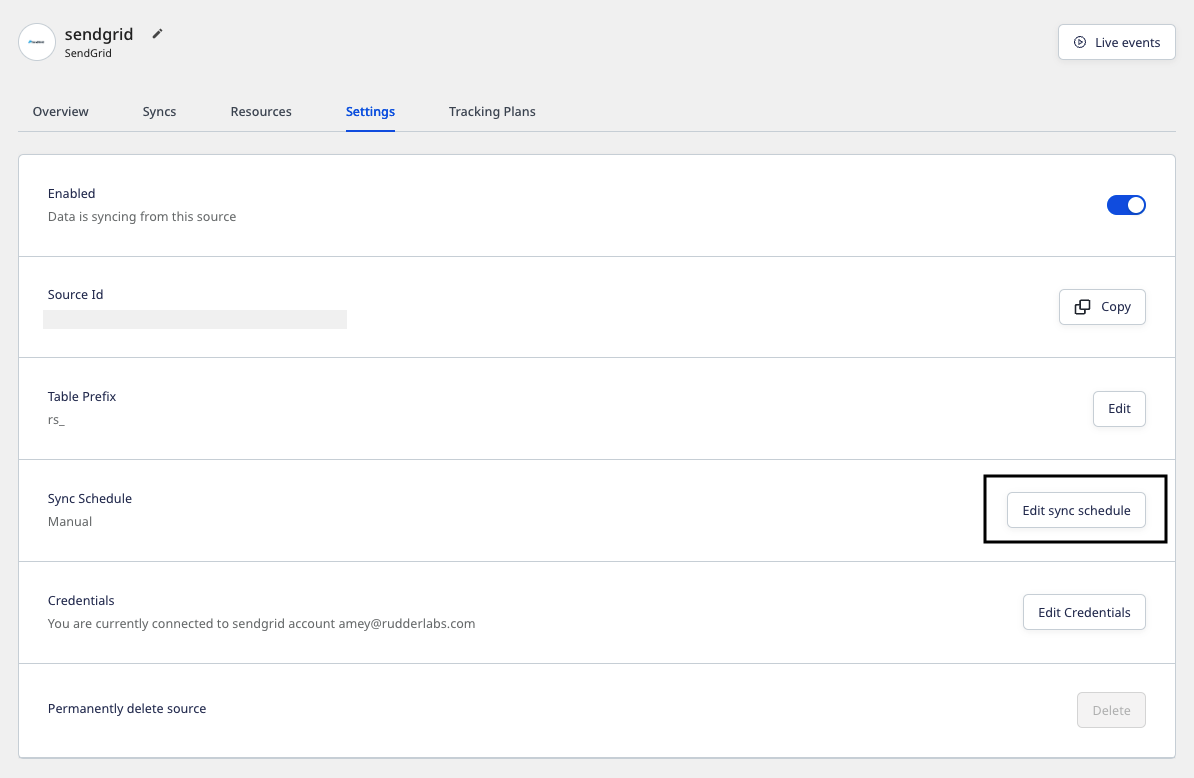 sendgrid
SendGrid
Live events
Overview
Syncs
Resources
Settings
Tracking Plans
Enabled
Data is syncing from this source
Source Id
Copy
Table Prefix
rs_
Edit
Sync Schedule
Manual
Edit sync schedule
Credentials
You are currently connected to sendgrid account amey@rudderlabs.com
Edit Credentials
Permanently delete source
Delete